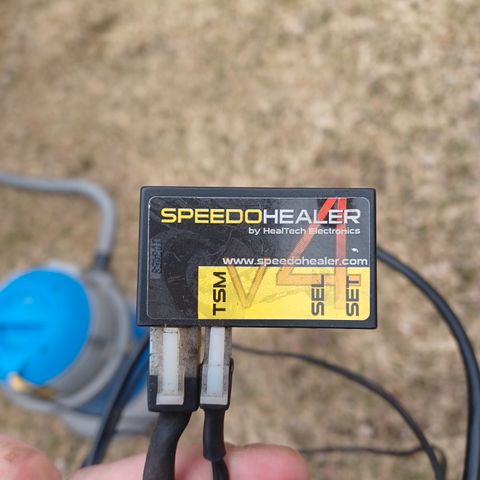 SPEEDOHEALER
by HealTech Electronics
www.speedohealer.com
v4
TSM
SEL
SET